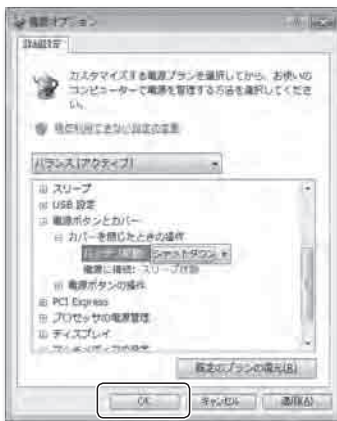 電源オプション
詳細設定
カスタマイズする電源プランを選択してから、お使いの
コンピューターで電源を管理する方法を選択してくださ
い。
現在利用できない設定の変更
バランス [アクティブ]
スリープ
USB 設定
電源ボタンとカバー
カバーを閉じたときの操作
バッテリ駆動: シャットダウン
電源に接続: スリープ状態
電源ボタンの操作
PCI Express
プロセッサの電源管理
ディスプレイ
既定のプランの復元(R)
OK
キャンセル
適用(A)